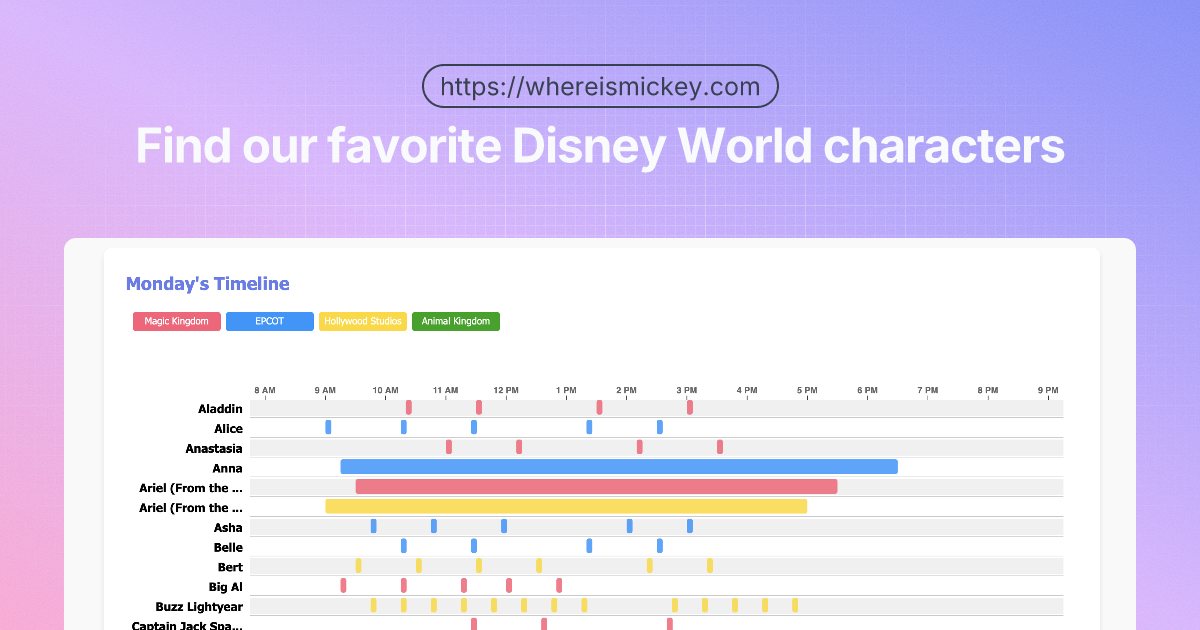 https://whereismickey.com
Find our favorite Disney World characters
Monday's Timeline
Magic Kingdom EPCOT Hollywood Studios Animal Kingdom
8 AM 9 AM 10 AM 11 AM 12 PM 1 PM 2 PM 3 PM 4 PM 5 PM 6 PM 7 PM 8 PM 9 PM
Aladdin
Alice
Anastasia
Anna
Ariel (From the ...
Ariel (From the ...
Asha
Belle
Bert
Big Al
Buzz Lightyear
Captain Jack Spa...